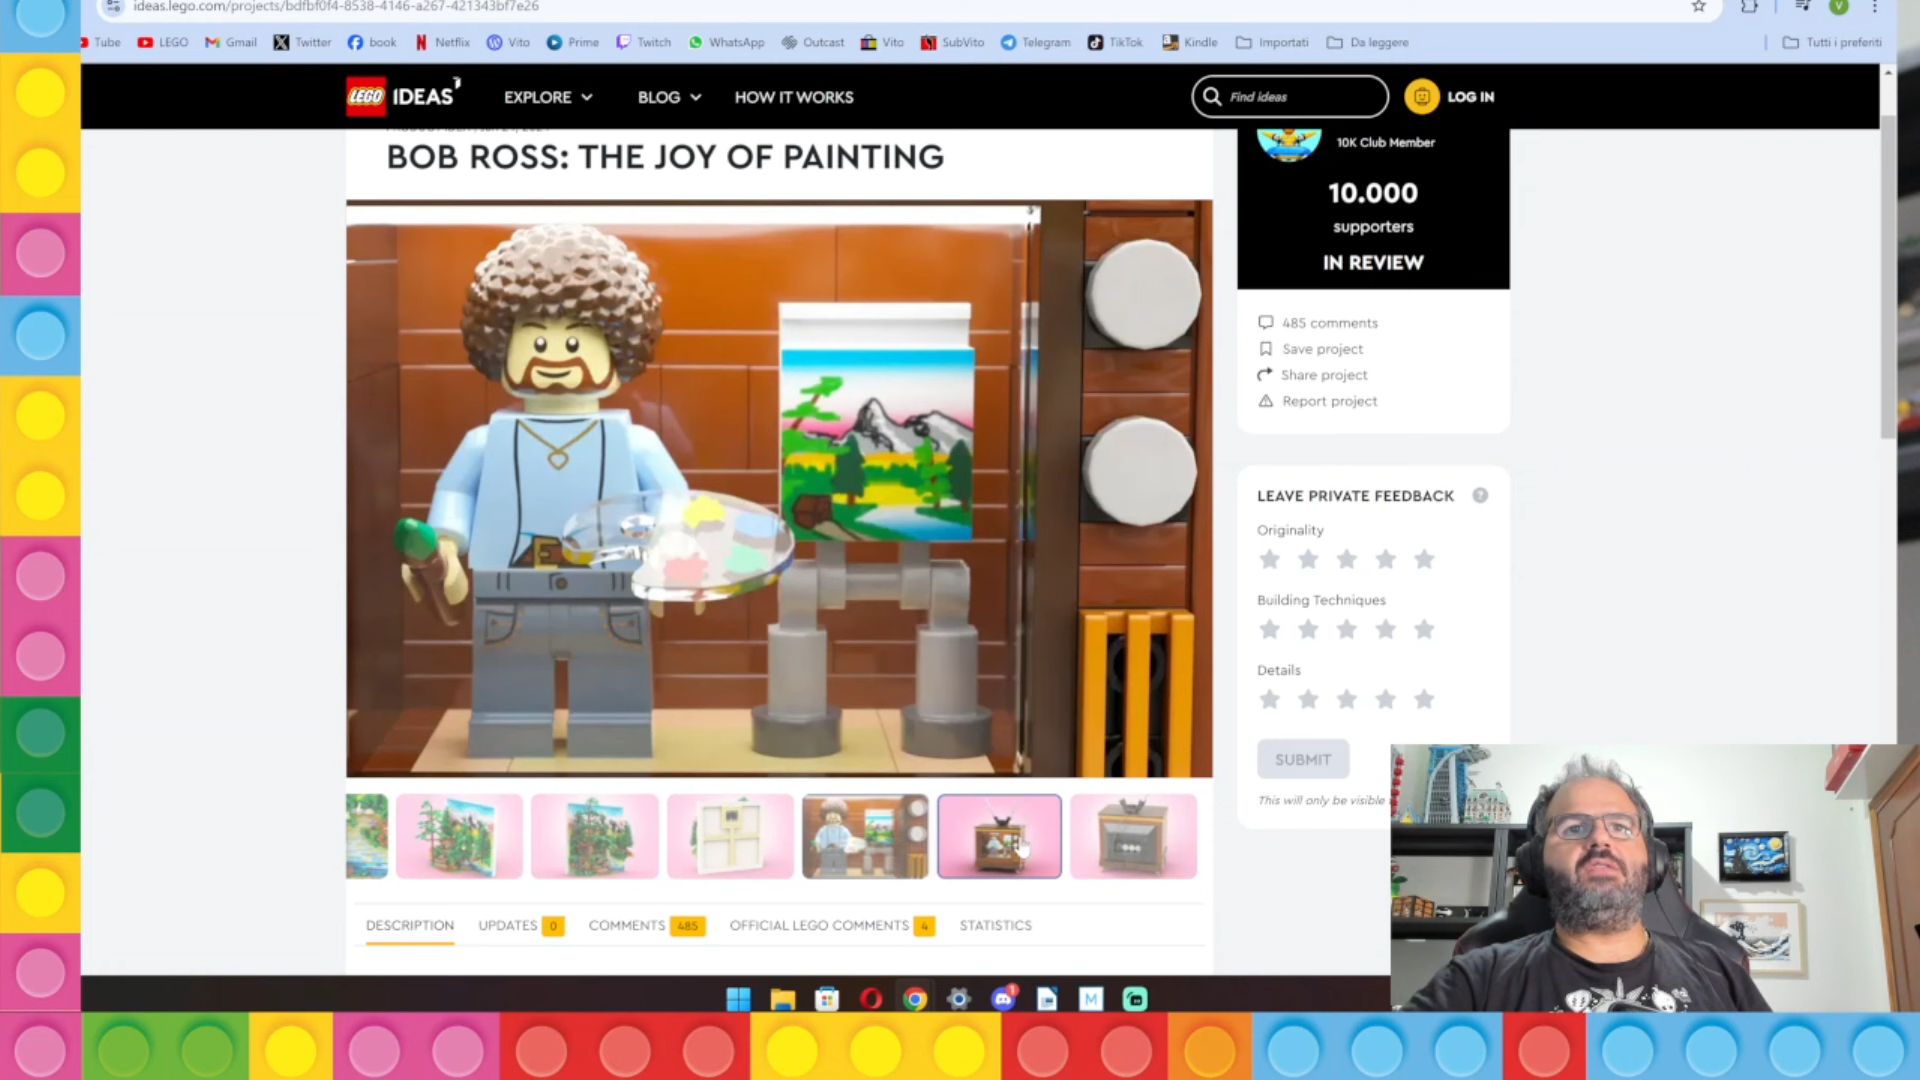 ideas.lego.com/projects/bdfbf0f4-8538-4146-a267-421343bf7e26
Tube LEGO Gmail Twitter book Netflix Vito Prime Twitch WhatsApp Outcast Vito SubVito Telegram TikTok Kindle Importati Da leggere Tutti i preferiti
LEGO IDEAS EXPLORE BLOG HOW IT WORKS Find ideas LOG IN
BOB ROSS: THE JOY OF PAINTING
10K Club Member
10.000
supporters
IN REVIEW
485 comments
Save project
Share project
Report project
LEAVE PRIVATE FEEDBACK ?
Originality
Building Techniques
Details
SUBMIT
This will only be visible
DESCRIPTION UPDATES 0 COMMENTS 485 OFFICIAL LEGO COMMENTS 4 STATISTICS